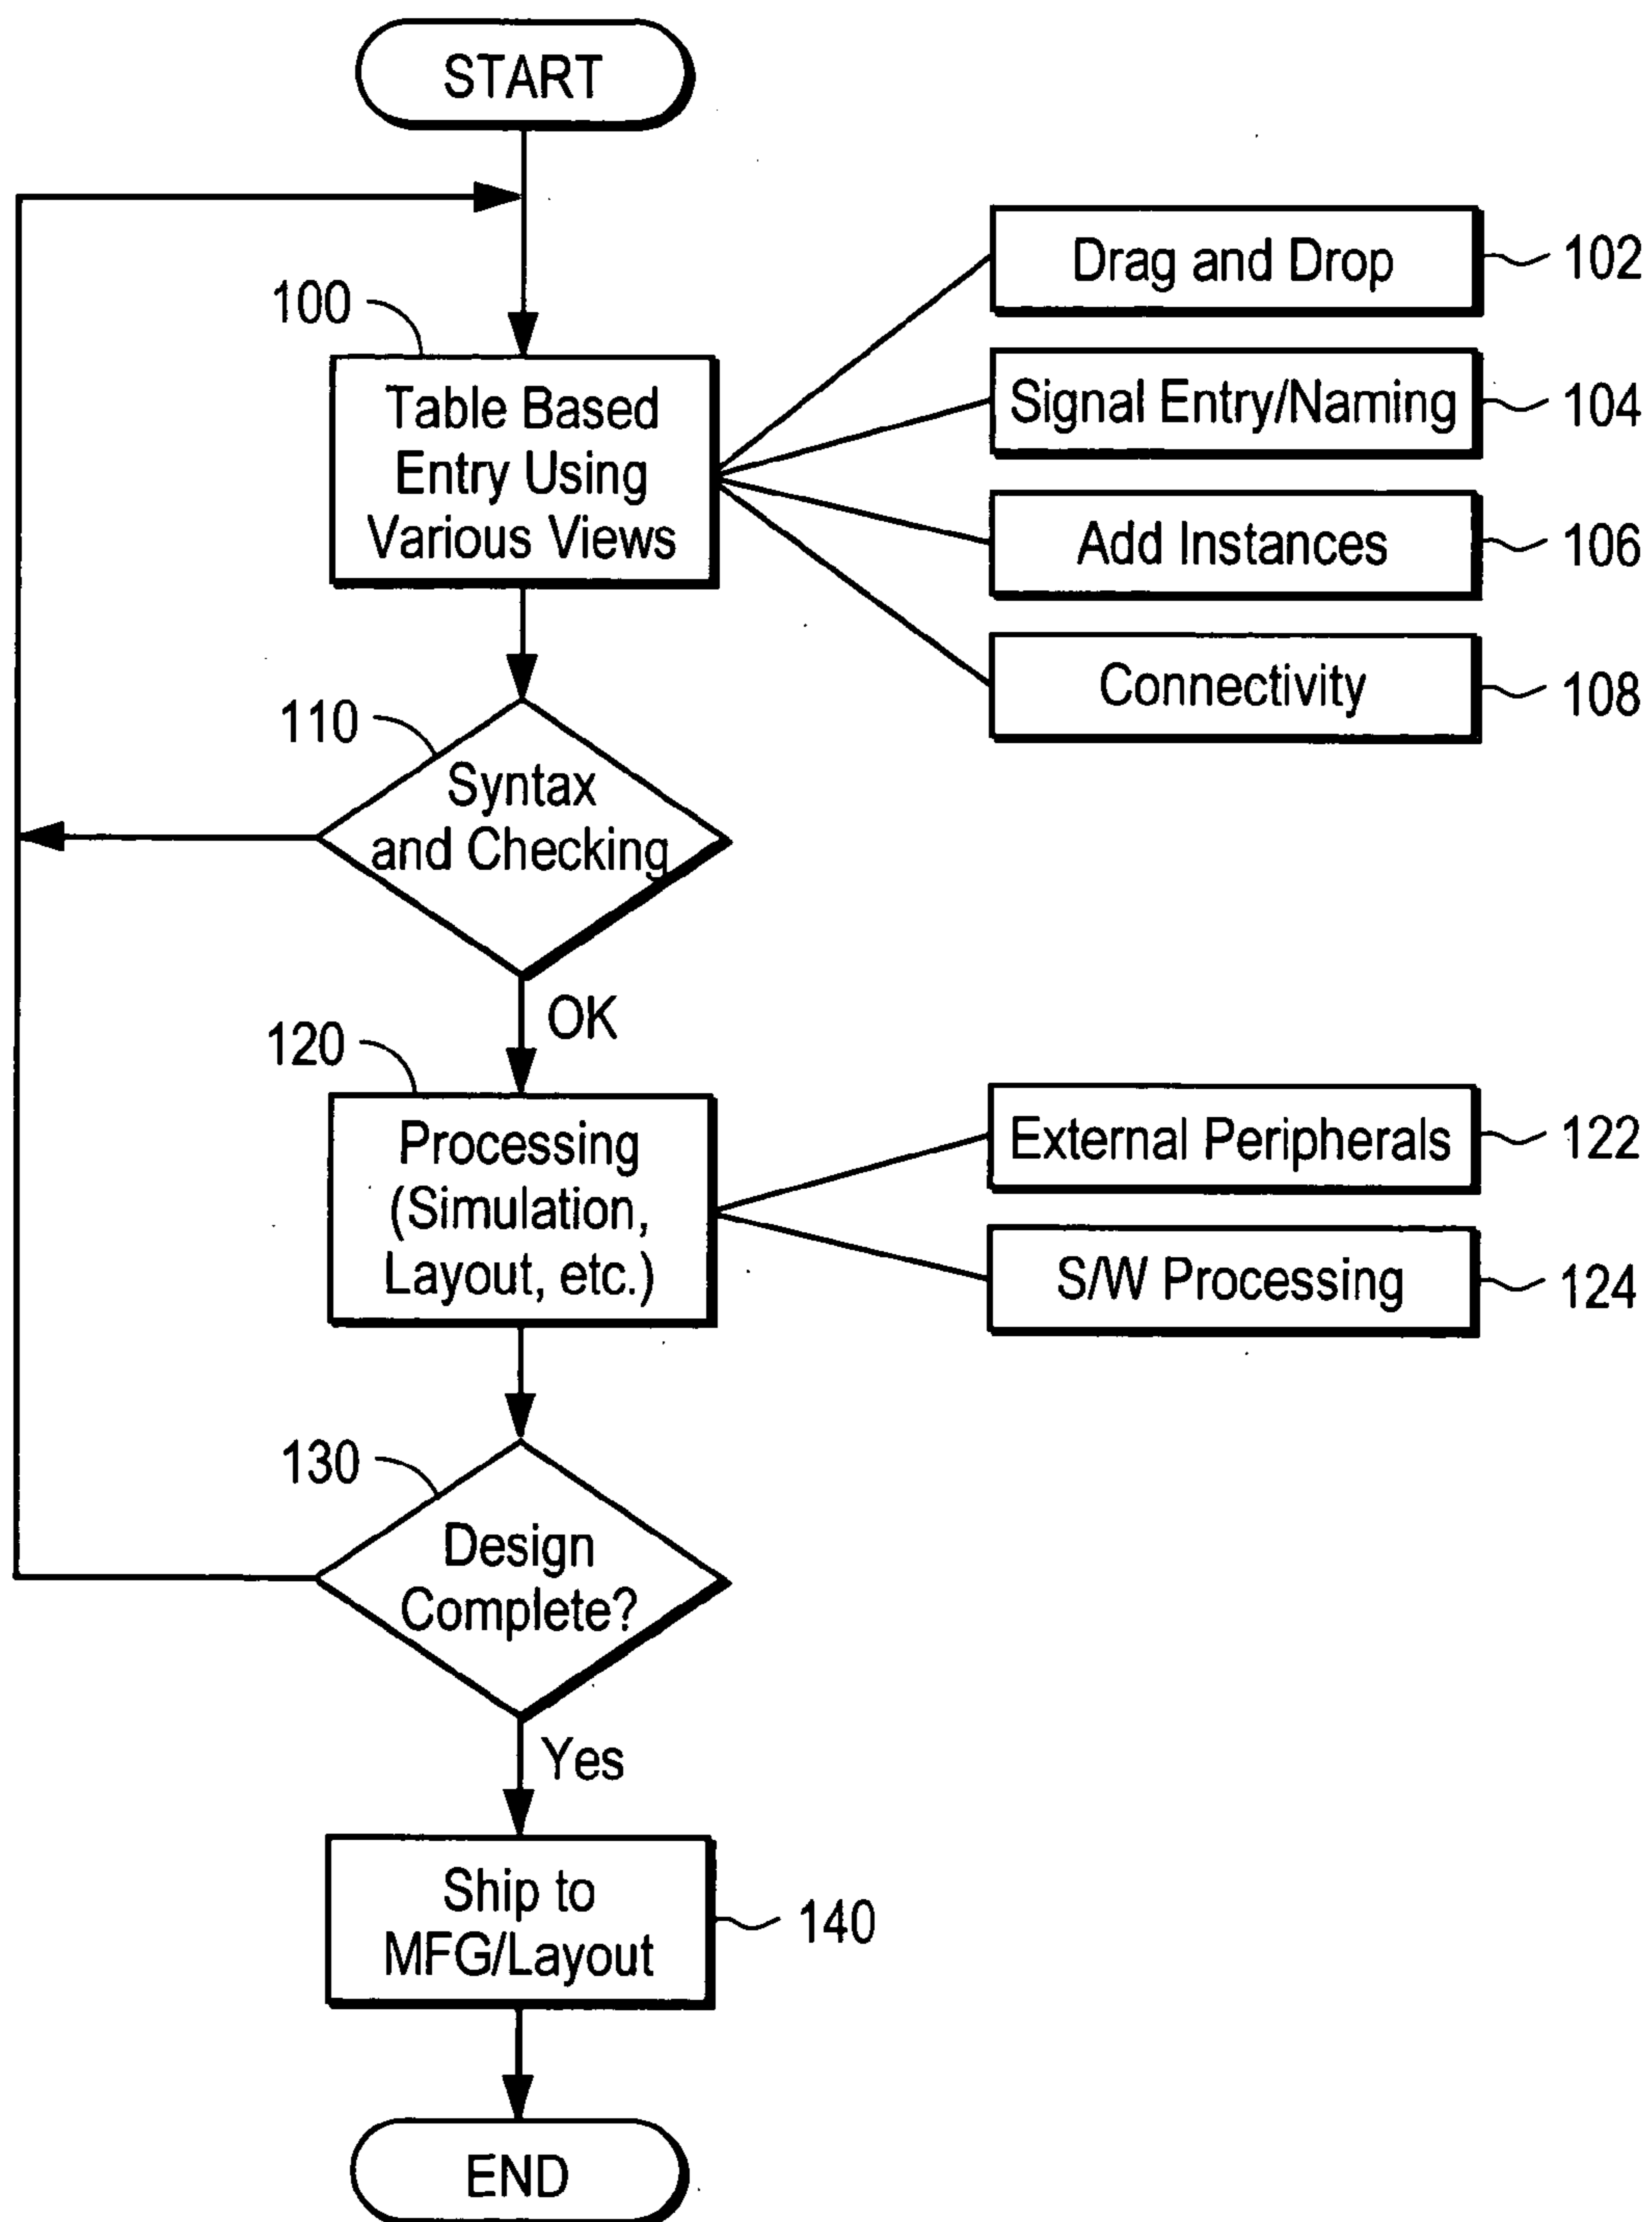 START
100
Table Based
Entry Using
Various Views
Drag and Drop
102
Signal Entry/Naming
104
Add Instances
106
Connectivity
108
110
Syntax
and Checking
OK
120
Processing
(Simulation,
Layout, etc.)
External Peripherals
122
S/W Processing
124
130
Design
Complete?
Yes
Ship to
MFG/Layout
140
END